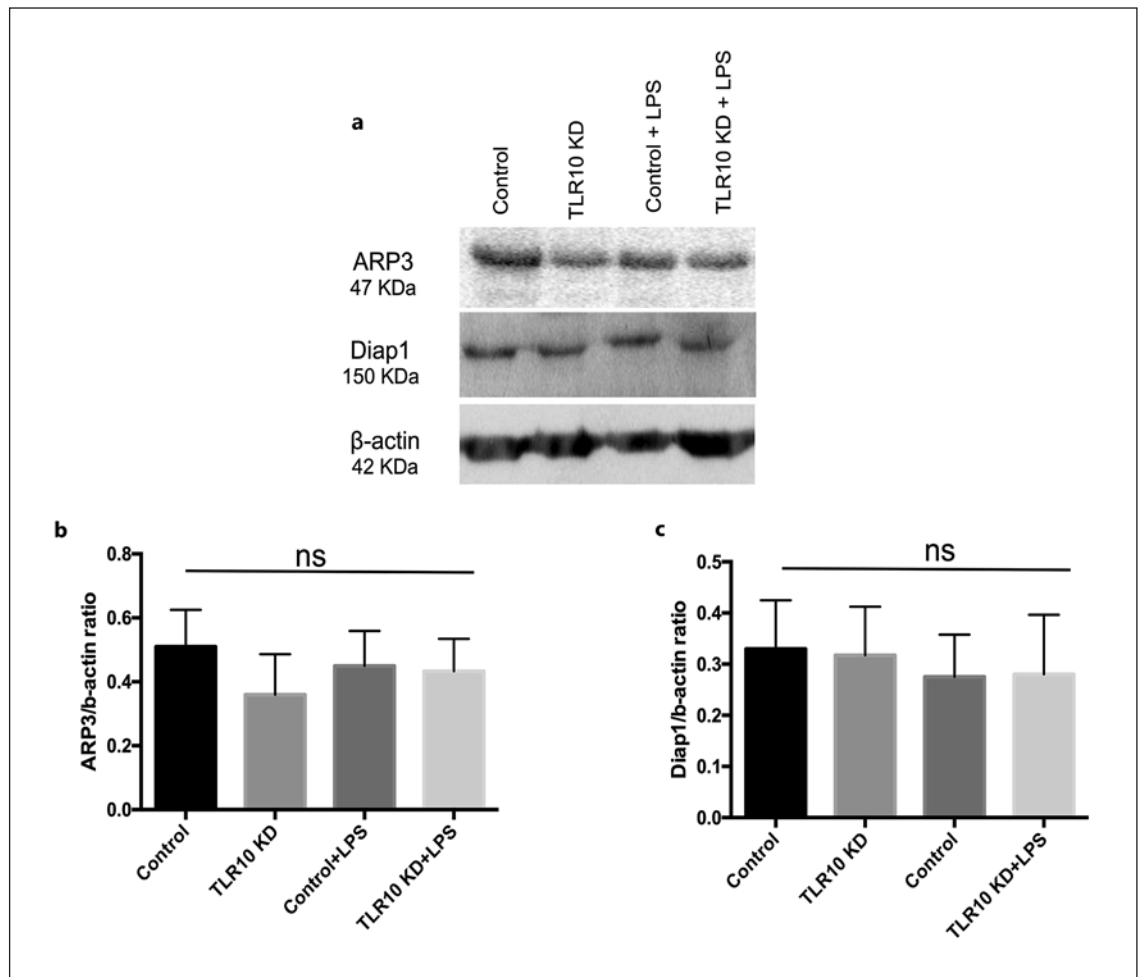 a
Control
TLR10 KD
Control + LPS
TLR10 KD + LPS
ARP3
47 KDa
Diap1
150 KDa
β-actin
42 KDa
b
ns
ARP3/b-actin ratio
0.8
0.6
0.4
0.2
0.0
Control
TLR10 KD
Control+LPS
TLR10 KD+LPS
c
ns
Diap1/b-actin ratio
0.5
0.4
0.3
0.2
0.1
0.0
Control
TLR10 KD
Control
TLR10 KD+LPS